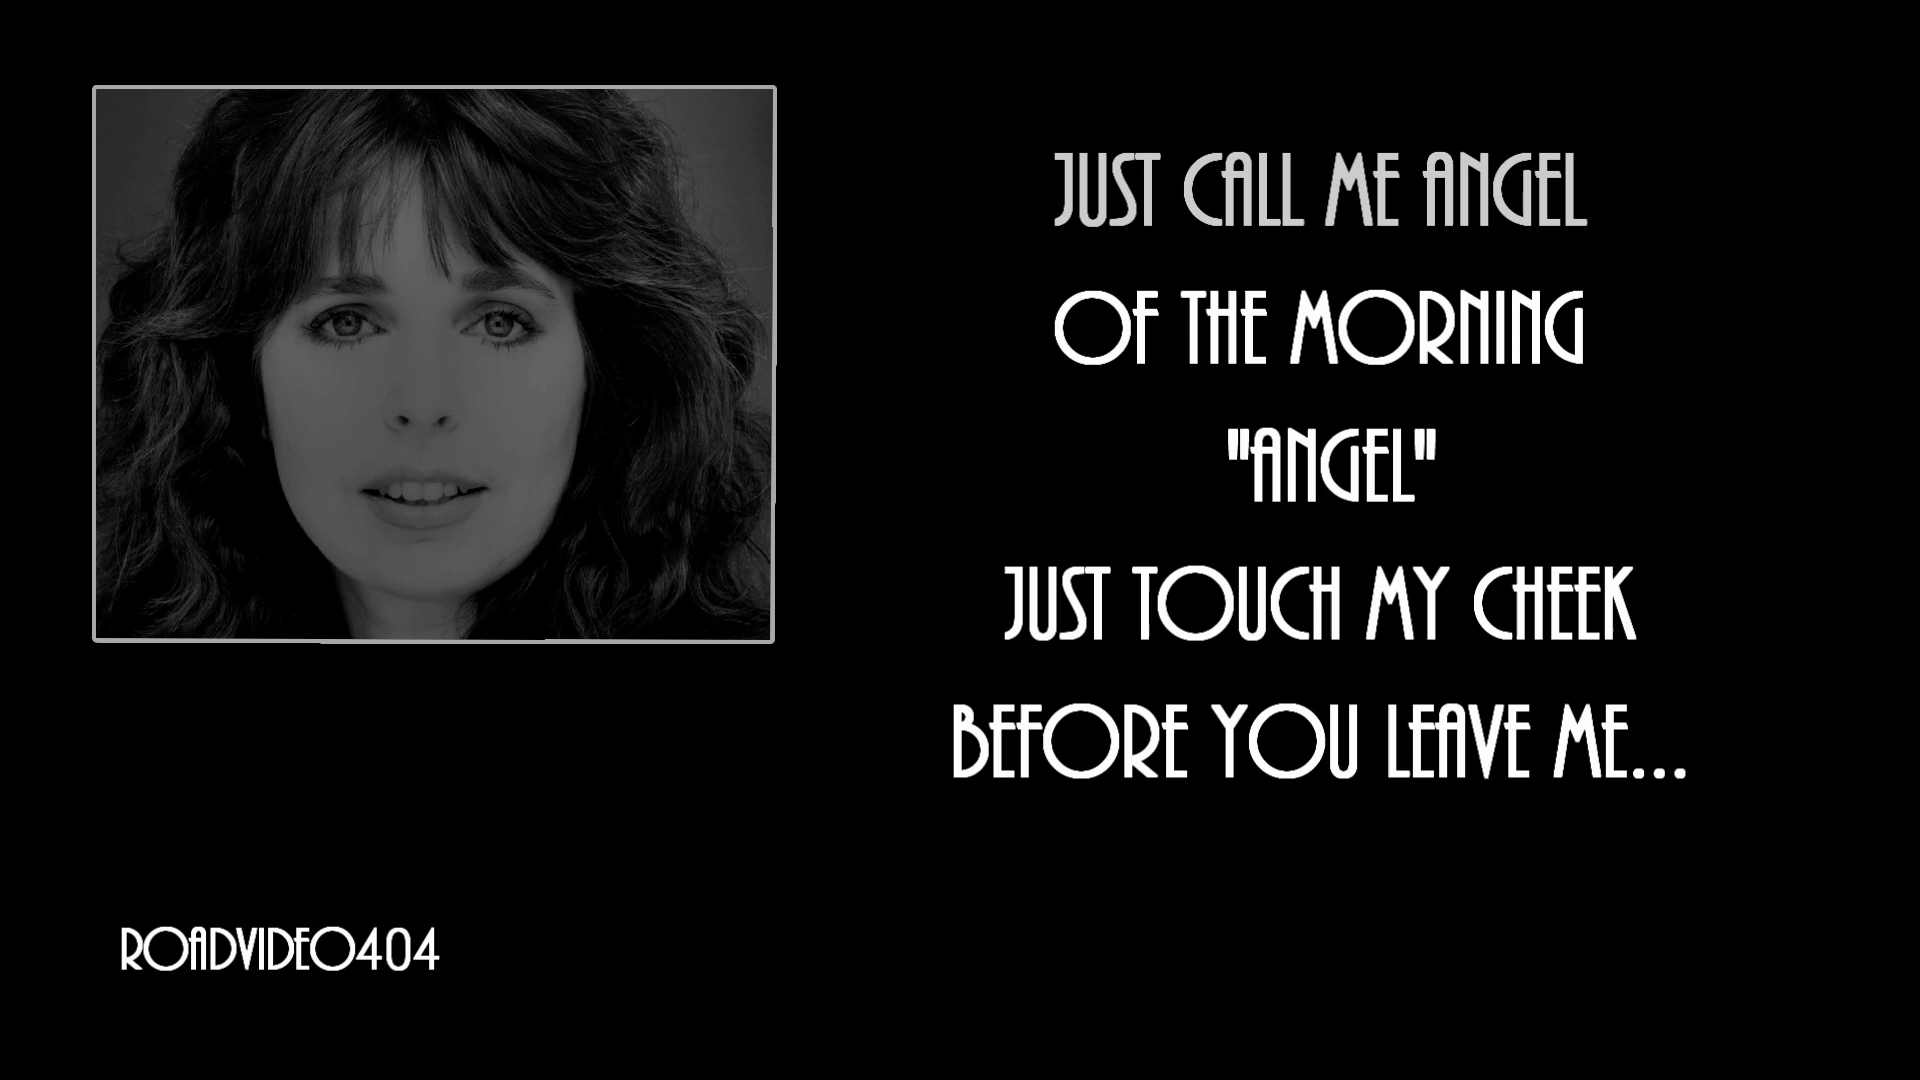 JUST CALL ME ANGEL
OF THE MORNING
"ANGEL"
JUST TOUCH MY CHEEK
BEFORE YOU LEAVE ME...
ROADVIDEO404